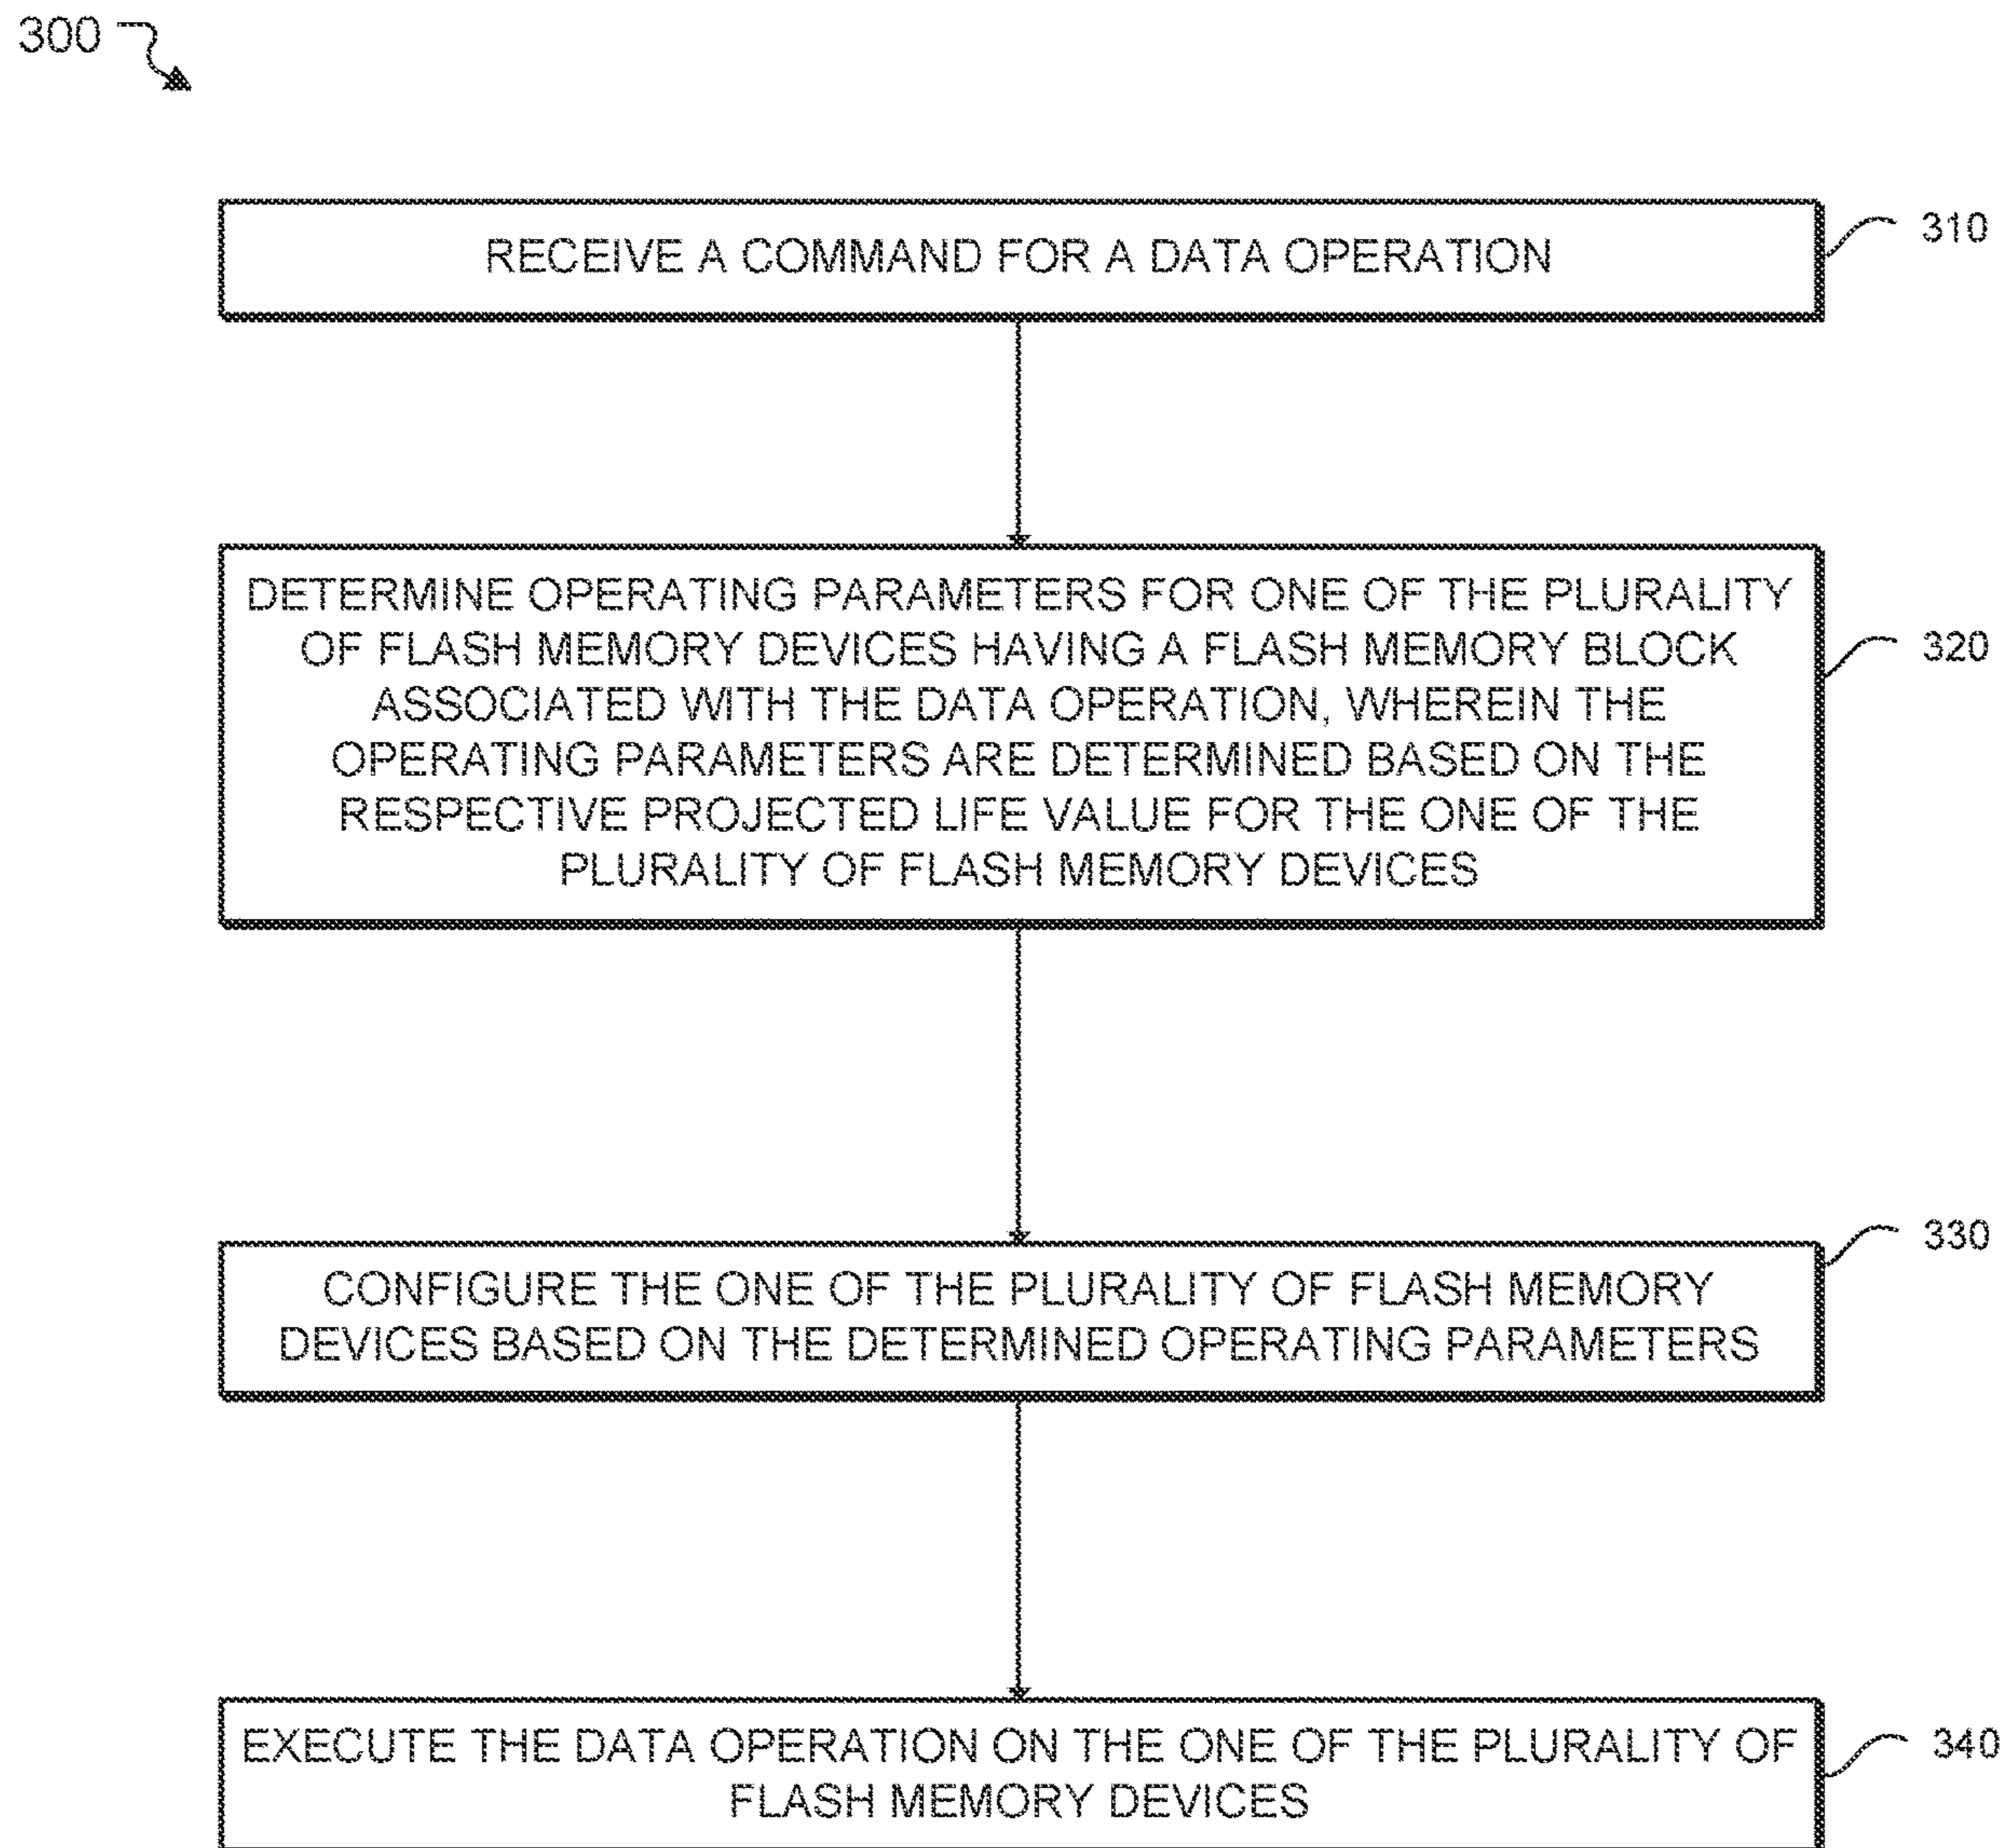 300
RECEIVE A COMMAND FOR A DATA OPERATION
310
DETERMINE OPERATING PARAMETERS FOR ONE OF THE PLURALITY
OF FLASH MEMORY DEVICES HAVING A FLASH MEMORY BLOCK
ASSOCIATED WITH THE DATA OPERATION, WHEREIN THE
OPERATING PARAMETERS ARE DETERMINED BASED ON THE
RESPECTIVE PROJECTED LIFE VALUE FOR THE ONE OF THE
PLURALITY OF FLASH MEMORY DEVICES
320
CONFIGURE THE ONE OF THE PLURALITY OF FLASH MEMORY
DEVICES BASED ON THE DETERMINED OPERATING PARAMETERS
330
EXECUTE THE DATA OPERATION ON THE ONE OF THE PLURALITY OF
FLASH MEMORY DEVICES
340